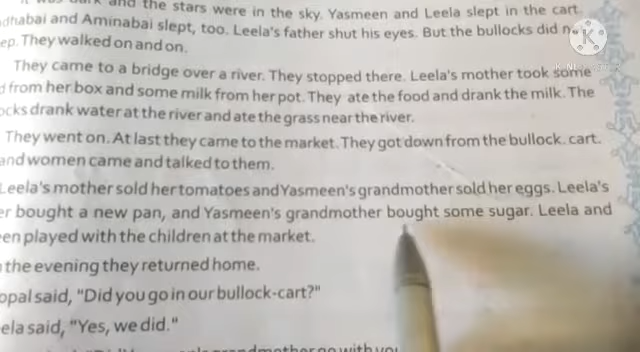 and the stars were in the sky. Yasmeen and Leela slept in the cart.
dhabai and Aminabai slept, too. Leela's father shut his eyes. But the bullocks did
ep. They walked on and on.
They came to a bridge over a river. They stopped there. Leela's mother took some
d from her box and some milk from her pot. They ate the food and drank the milk. The
ocks drank water at the river and ate the grass near the river.
They went on. At last they came to the market. They got down from the bullock. cart.
and women came and talked to them.
Leela's mother sold her tomatoes and Yasmeen's grandmother sold her eggs. Leela's
er bought a new pan, and Yasmeen's grandmother bought some sugar. Leela and
een played with the children at the market.
the evening they returned home.
opal said, "Did you go in our bullock-cart?"
ela said, "Yes, we did."
grandmother go with you